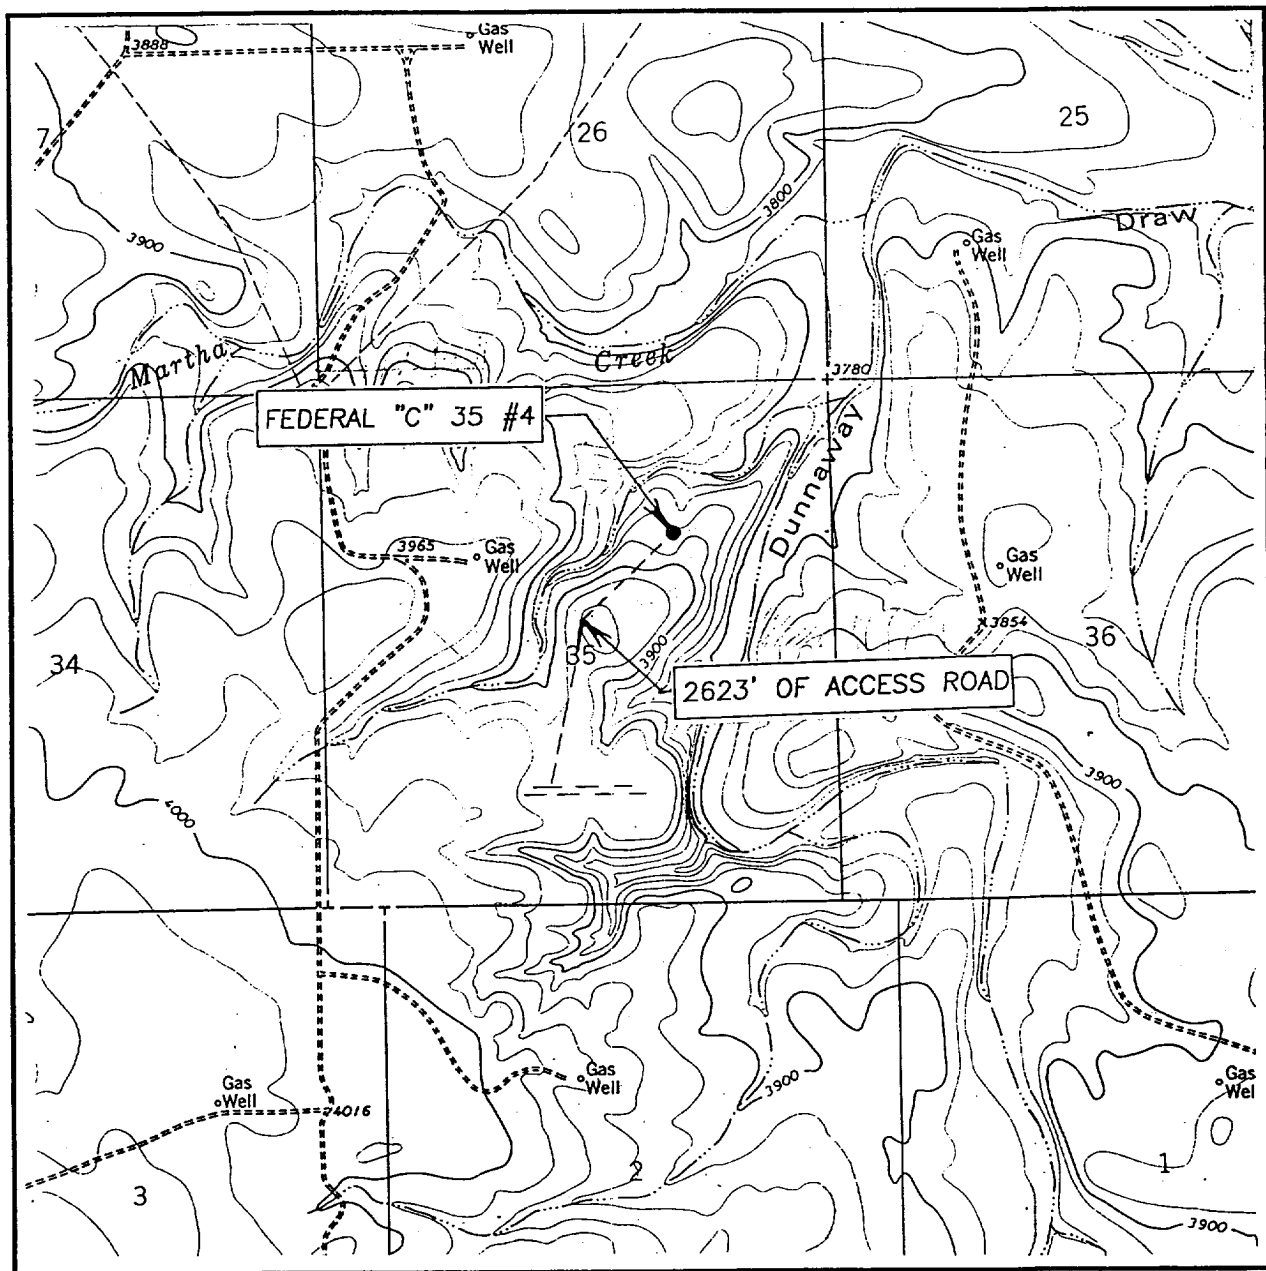 Gas
Well
3888
7
26
25
3800
3900
Draw
Gas
Well
Martha
Creek
3780
FEDERAL "C" 35 #4
Dunnaway
3965
Gas
Well
Gas
Well
3854
36
34
35
3900
2623' OF ACCESS ROAD
3900
4000
Gas
Well
Gas
Well
3900
Gas
Wel
4016
3
2
1
3900